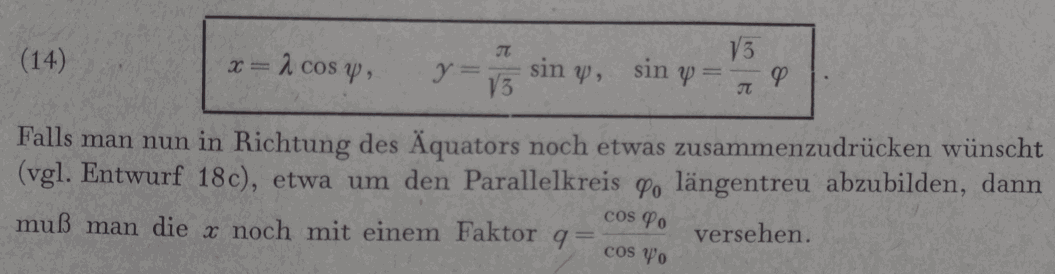 (14) x = λ cos ψ, y = π/√3 sin ψ, sin ψ = √3/π φ .
Falls man nun in Richtung des Äquators noch etwas zusammenzudrücken wünscht
(vgl. Entwurf 18c), etwa um den Parallelkreis φ₀ längentreu abzubilden, dann
muß man die x noch mit einem Faktor q = cos φ₀/cos ψ₀ versehen.